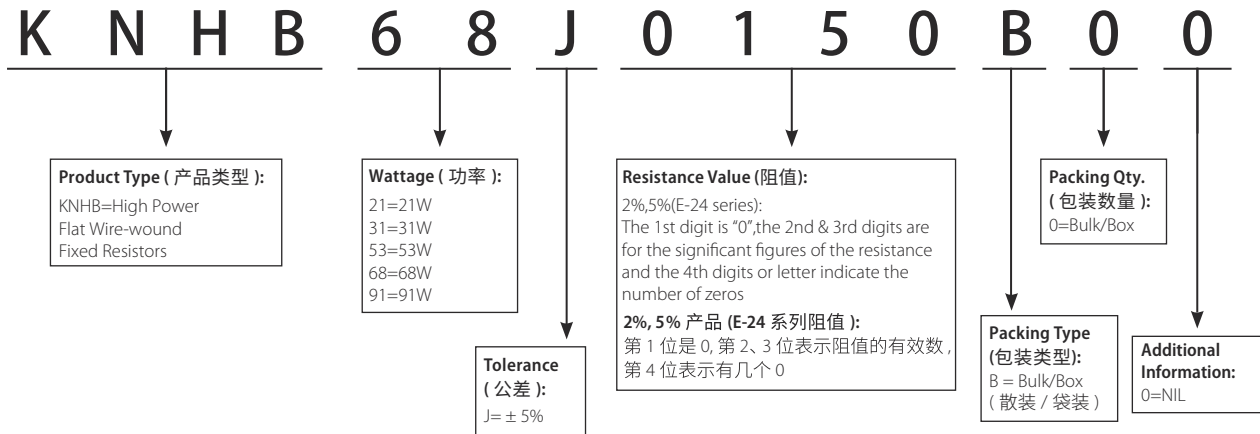 K N H B 6 8 J 0 1 5 0 B 0 0
Product Type ( 产品类型 ):
KNHB=High Power
Flat Wire-wound
Fixed Resistors
Wattage ( 功率 ):
21=21W
31=31W
53=53W
68=68W
91=91W
Tolerance
( 公差 ):
J= ± 5%
Resistance Value (阻值):
2%,5%(E-24 series):
The 1st digit is “0”,the 2nd & 3rd digits are
for the significant figures of the resistance
and the 4th digits or letter indicate the
number of zeros
2%, 5% 产品 (E-24 系列阻值 ):
第 1 位是 0, 第 2、3 位表示阻值的有效数 ,
第 4 位表示有几个 0
Packing Type
(包装类型):
B = Bulk/Box
( 散装 / 袋装 )
Packing Qty.
( 包装数量 ):
0=Bulk/Box
Additional
Information:
0=NIL